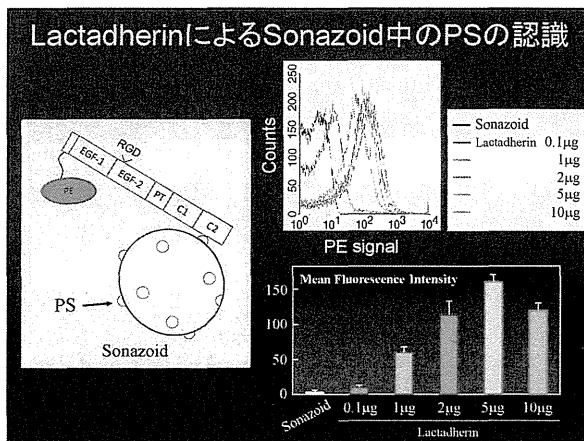 LactadherinによるSonazoid中のPSの認識
RGD
EGF-1 EGF-2 PT C1 C2
PE
PS
Sonazoid
Counts
250
200
150
100
50
0
10⁰ 10¹ 10² 10³ 10⁴
PE signal
Sonazoid
Lactadherin 0.1μg
1μg
2μg
5μg
10μg
Mean Fluorescence Intensity
150
100
50
0
Sonazoid 0.1μg 1μg 2μg 5μg 10μg
Lactadherin